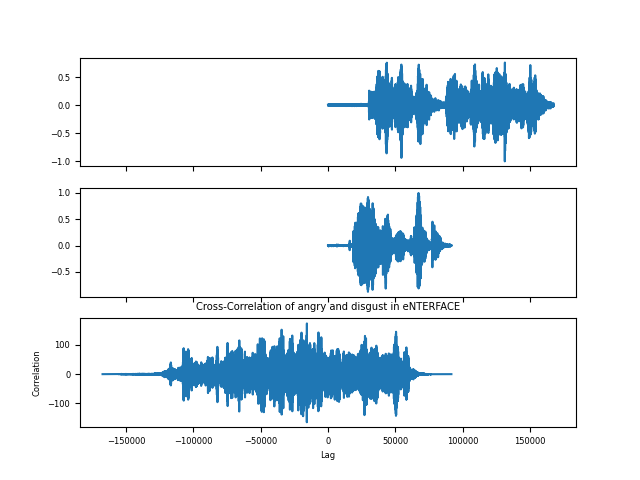 0.5
0.0
−0.5
−1.0
1.0
0.5
0.0
−0.5
Cross-Correlation of angry and disgust in eNTERFACE
100
0
−100
Correlation
−150000 −100000 −50000 0 50000 100000 150000
Lag